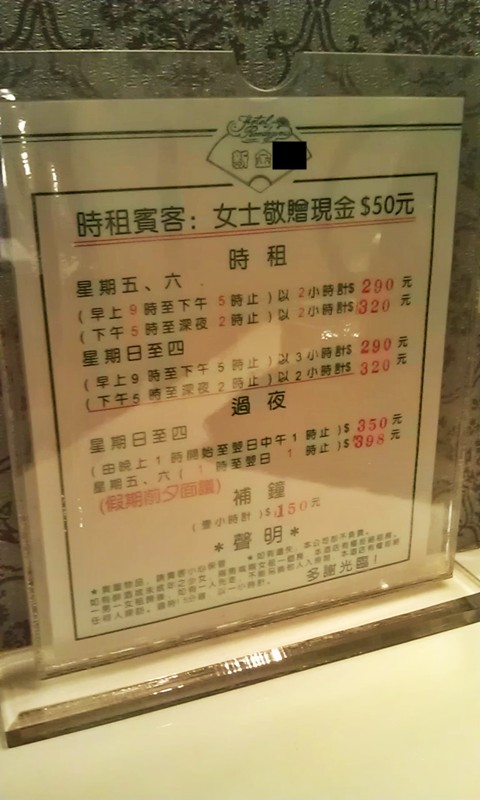 Hotel
時租賓客：女士敬贈現金 $50元
時租
星期五、六
(早上 9 時至下午 5 時止) 以 2 小時計$ 290 元
(下午 5 時至深夜 2 時止) 以 2 小時計$ 320 元
星期日至四
(早上 9 時至下午 5 時止) 以 3 小時計$ 290 元
(下午 5 時至深夜 2 時止) 以 2 小時計$ 320 元
過夜
星期日至四
(由晚上 1 時開始至翌日中午 1 時止) $ 350 元
星期五、六 ( 1 時至翌日 1 時止) $ 398 元
(假期前夕面議)
補鐘
(壹小時計) $ 150 元
*聲明*
多謝光臨！